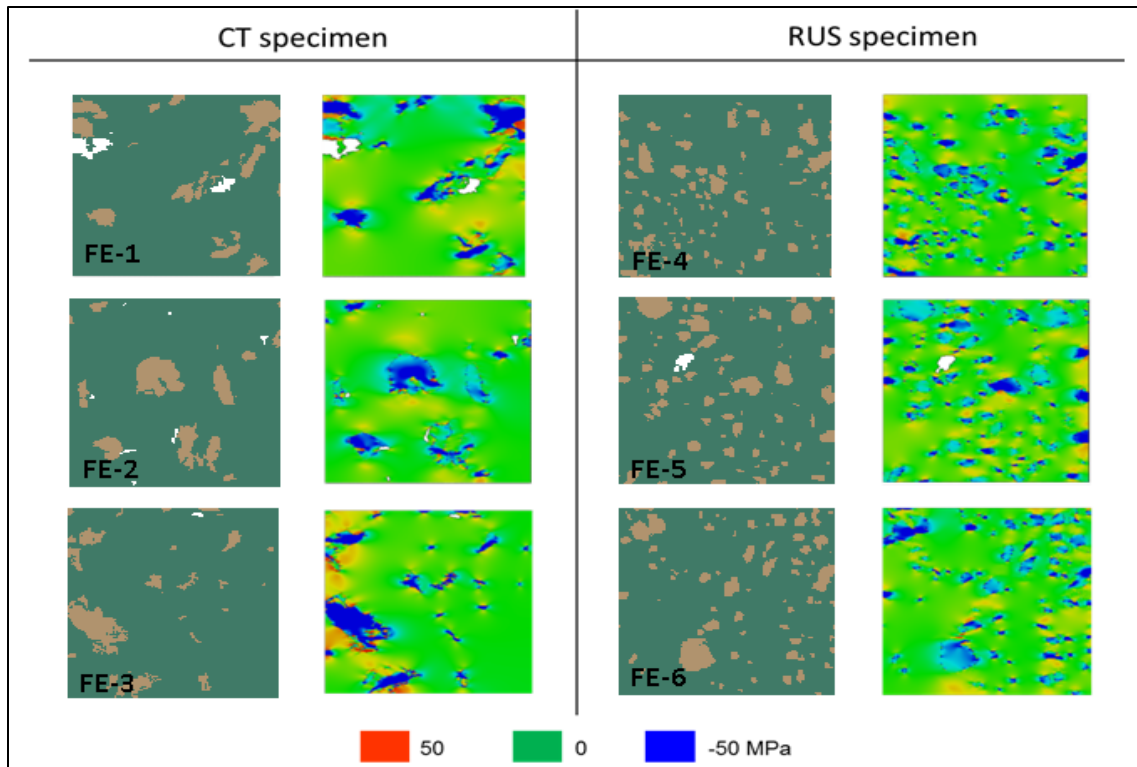 CT specimen
RUS specimen
FE-1
FE-4
FE-2
FE-5
FE-3
FE-6
50
0
-50 MPa